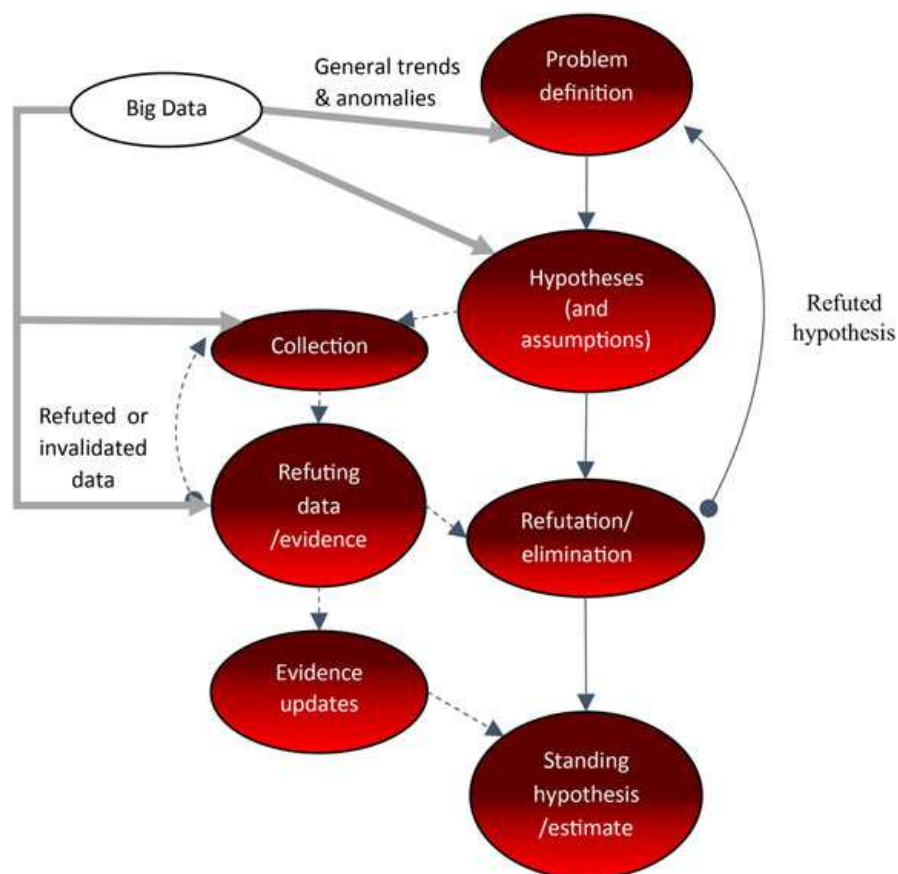 Problem
definition
General trends
& anomalies
Big Data
Hypotheses
(and
assumptions)
Refuted
hypothesis
Collection
Refuted or
invalidated
data
Refuting
data
/evidence
Refutation/
elimination
Evidence
updates
Standing
hypothesis
/estimate